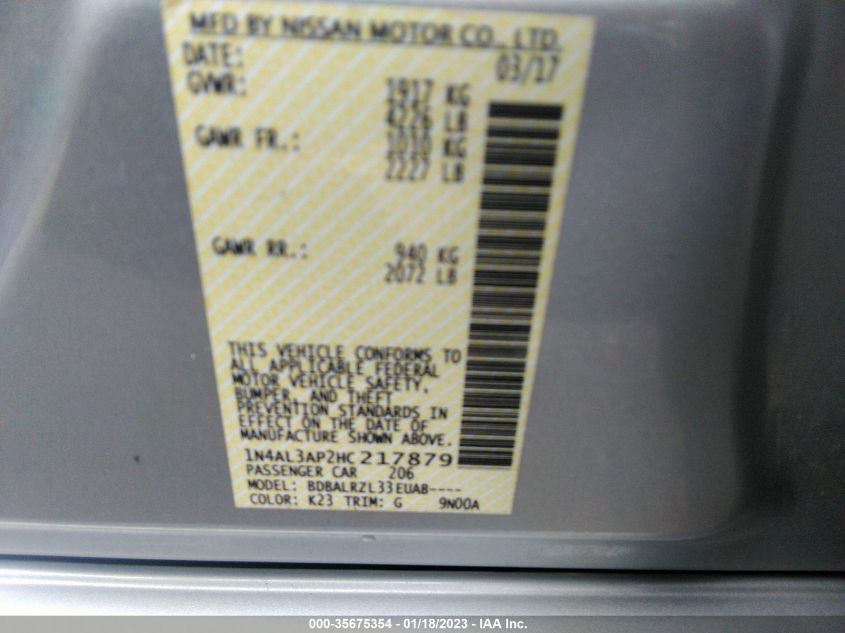 MFD BY NISSAN MOTOR CO., LTD.
DATE: 03/17
GVWR: 1917 KG
4226 LB
GAWR FR.: 1010 KG
2227 LB
GAWR RR.: 940 KG
2072 LB
THIS VEHICLE CONFORMS TO
ALL APPLICABLE FEDERAL
MOTOR VEHICLE SAFETY,
BUMPER, AND THEFT
PREVENTION STANDARDS IN
EFFECT ON THE DATE OF
MANUFACTURE SHOWN ABOVE.
1N4AL3AP2HC217879
PASSENGER CAR 206
MODEL: BDBALRZL33EUAB----
COLOR: K23 TRIM: G 9N00A
000-35675354 - 01/18/2023 - IAA Inc.